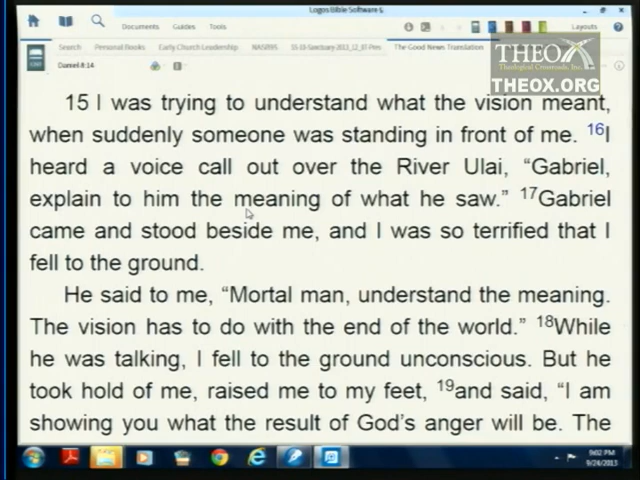 Logos Bible Software 5
Documents Guides Tools
Layouts
Search Personal Books Early Church Leadership NASB95 The Good News Translation
Daniel 8:14
THEOX
Theological Crossroads, Inc.
THEOX.ORG
15 I was trying to understand what the vision meant,
when suddenly someone was standing in front of me. 16I
heard a voice call out over the River Ulai, “Gabriel,
explain to him the meaning of what he saw.” 17Gabriel
came and stood beside me, and I was so terrified that I
fell to the ground.
He said to me, “Mortal man, understand the meaning.
The vision has to do with the end of the world.” 18While
he was talking, I fell to the ground unconscious. But he
took hold of me, raised me to my feet, 19and said, “I am
showing you what the result of God’s anger will be. The
9:02 PM
9/24/2013